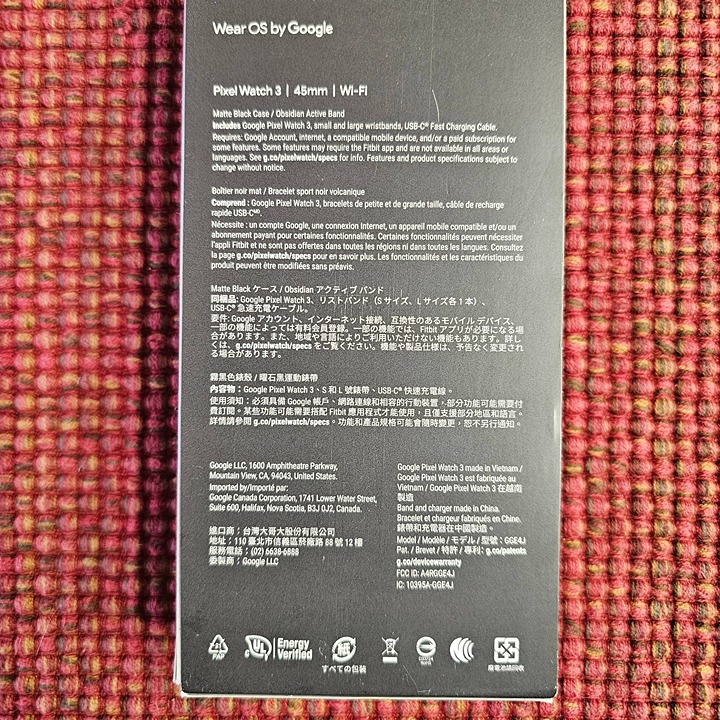 Wear OS by Google
Pixel Watch 3 | 45mm | Wi-Fi
Matte Black Case / Obsidian Active Band
Includes Google Pixel Watch 3, small and large wristbands, USB-C® Fast Charging Cable.
Requires: Google Account, internet, a compatible mobile device, and/or a paid subscription for
some features. Some features may require the Fitbit app and are not available in all areas or
languages. See g.co/pixelwatch/specs for info. Features and product specifications subject to
change without notice.
Boîtier noir mat / Bracelet sport noir volcanique
Comprend : Google Pixel Watch 3, bracelets de petite et de grande taille, câble de recharge
rapide USB-Cᴹᴰ.
Nécessite : un compte Google, une connexion Internet, un appareil mobile compatible et/ou un
abonnement payant pour certaines fonctionnalités. Certaines fonctionnalités peuvent nécessiter
l'appli Fitbit et ne sont pas offertes dans toutes les régions ni dans toutes les langues. Consultez
la page g.co/pixelwatch/specs pour en savoir plus. Les fonctionnalités et les caractéristiques du
produit peuvent être modifiées sans préavis.
Matte Black ケース / Obsidian アクティブ バンド
同梱品: Google Pixel Watch 3、リストバンド（S サイズ、L サイズ各 1 本）、
USB-C® 急速充電ケーブル。
要件: Google アカウント、インターネット接続、互換性のあるモバイル デバイス、
一部の機能によっては有料会員登録。一部の機能では、Fitbit アプリが必要になる場
合があります。また、地域や言語によりご利用いただけない機能もあります。詳し
くは、g.co/pixelwatch/specs をご覧ください。機能や製品仕様は、予告なく変更され
る場合があります。
霧黑色錶殼 / 曜石黑運動錶帶
內容物：Google Pixel Watch 3、S 和 L 號錶帶、USB-C® 快速充電線。
使用須知：必須具備 Google 帳戶、網路連線和相容的行動裝置，部分功能可能需要付
費訂閱。某些功能可能需要搭配 Fitbit 應用程式才能使用，且僅支援部分地區和語言。
詳情請參閱 g.co/pixelwatch/specs。功能和產品規格可能會隨時變更，恕不另行通知。
Google LLC, 1600 Amphitheatre Parkway,
Mountain View, CA, 94043, United States.
Imported by/Importé par:
Google Canada Corporation, 1741 Lower Water Street,
Suite 600, Halifax, Nova Scotia, B3J 0J2, Canada.
進口商：台灣大哥大股份有限公司
地址：110 臺北市信義區菸廠路 88 號 12 樓
服務電話：(02) 6638-6888
委製商：Google LLC
Google Pixel Watch 3 made in Vietnam /
Google Pixel Watch 3 est fabriquée au
Vietnam / Google Pixel Watch 3 在越南
製造
Band and charger made in China.
Bracelet et chargeur fabriqués en Chine.
錶帶和充電器在中國製造。
Model / Modèle / モデル / 型號 : GGE4J
Pat. / Brevet / 特許 / 專利: g.co/patents
g.co/devicewarranty
FCC ID: A4RGGE4J
IC: 10395A-GGE4J
PAP
UL Energy Verified
すべての包装
廢電池請回收